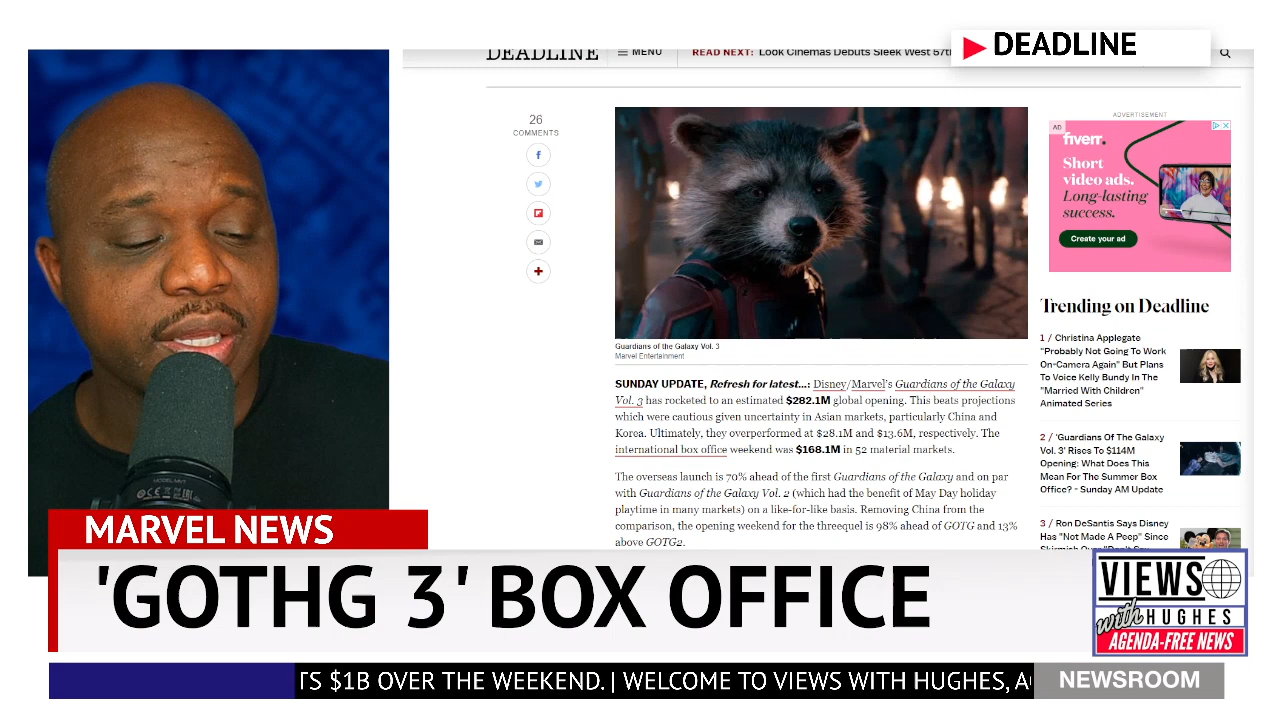 DEADLINE
MENU
READ NEXT: Look Cinemas Debuts Sleek West 57th
DEADLINE
26
COMMENTS
Guardians of the Galaxy Vol. 3
Marvel Entertainment
SUNDAY UPDATE, Refresh for latest...: Disney/Marvel's Guardians of the Galaxy
Vol. 3 has rocketed to an estimated $282.1M global opening. This beats projections
which were cautious given uncertainty in Asian markets, particularly China and
Korea. Ultimately, they overperformed at $28.1M and $13.6M, respectively. The
international box office weekend was $168.1M in 52 material markets.
The overseas launch is 70% ahead of the first Guardians of the Galaxy and on par
with Guardians of the Galaxy Vol. 2 (which had the benefit of May Day holiday
playtime in many markets) on a like-for-like basis. Removing China from the
comparison, the opening weekend for the threequel is 98% ahead of GOTG and 13%
above GOTG2.
ADVERTISEMENT
AD
fiverr.
Short
video ads.
Long-lasting
success.
Create your ad
Trending on Deadline
1 / Christina Applegate
"Probably Not Going To Work
On-Camera Again" But Plans
To Voice Kelly Bundy In The
"Married With Children"
Animated Series
2 / 'Guardians Of The Galaxy
Vol. 3' Rises To $114M
Opening: What Does This
Mean For The Summer Box
Office? - Sunday AM Update
3 / Ron DeSantis Says Disney
Has "Not Made A Peep" Since
MODEL MV7
MARVEL NEWS
'GOTHG 3' BOX OFFICE
VIEWS
with HUGHES
AGENDA-FREE NEWS
TS $1B OVER THE WEEKEND. | WELCOME TO VIEWS WITH HUGHES, A
NEWSROOM